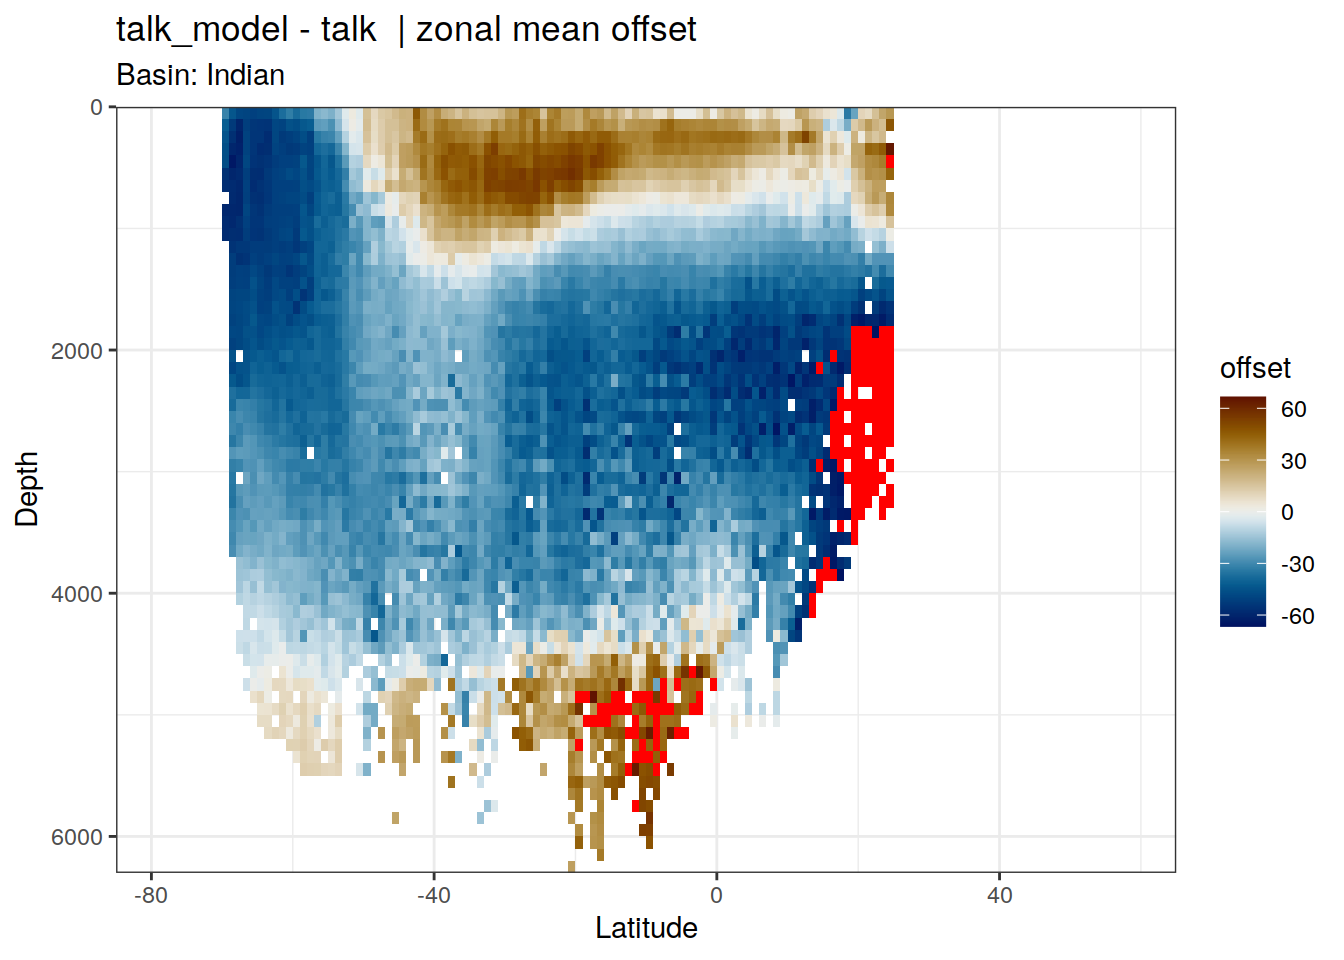 talk_model - talk  | zonal mean offset
Basin: Indian
0
2000
4000
6000
Depth
-80
-40
0
40
Latitude
offset
60
30
0
-30
-60